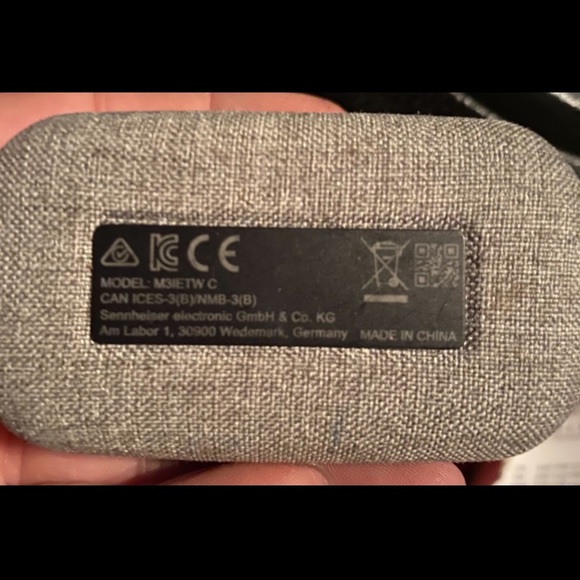 MODEL: M3IETW C
CAN ICES-3(B)/NMB-3(B)
Sennheiser electronic GmbH & Co. KG
Am Labor 1, 30900 Wedemark, Germany MADE IN CHINA